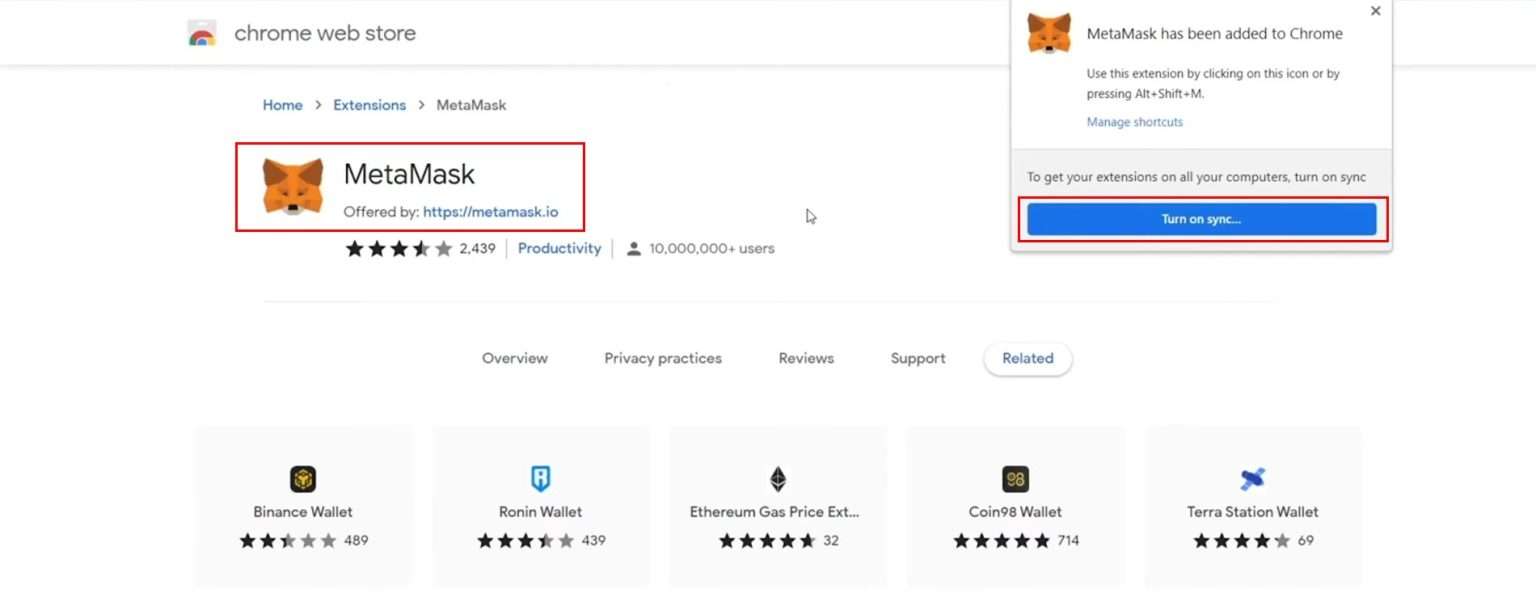 chrome web store
MetaMask has been added to Chrome
Use this extension by clicking on this icon or by
pressing Alt+Shift+M.
Manage shortcuts
To get your extensions on all your computers, turn on sync
Turn on sync...
Home > Extensions > MetaMask
MetaMask
Offered by: https://metamask.io
2,439 | Productivity | 10,000,000+ users
Overview Privacy practices Reviews Support Related
Binance Wallet
489
Ronin Wallet
439
Ethereum Gas Price Ext...
32
98
Coin98 Wallet
714
Terra Station Wallet
69